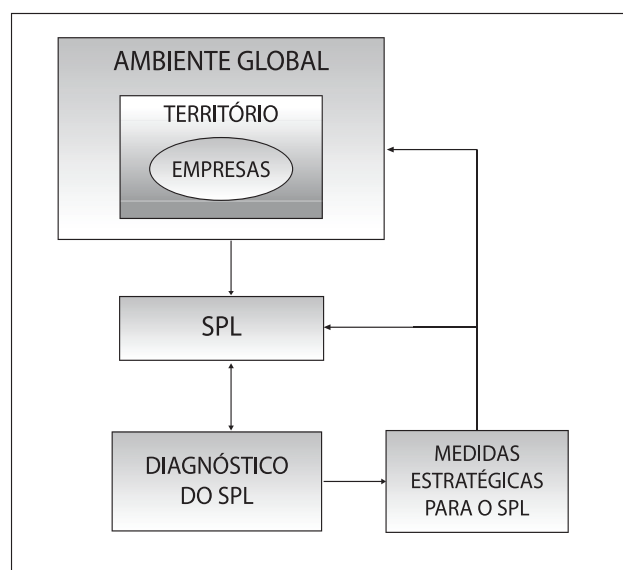 AMBIENTE GLOBAL
TERRITÓRIO
EMPRESAS
SPL
DIAGNÓSTICO
DO SPL
MEDIDAS
ESTRATÉGICAS
PARA O SPL